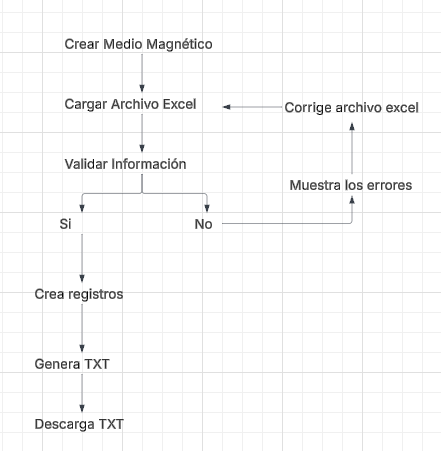 Crear Medio Magnético
Cargar Archivo Excel
Corrige archivo excel
Validar Información
Muestra los errores
Si
No
Crea registros
Genera TXT
Descarga TXT